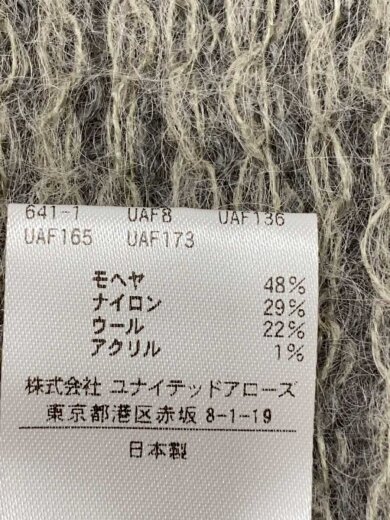 641-1 UAF8 UAF136
UAF165 UAF173
モヘヤ 48%
ナイロン 29%
ウール 22%
アクリル 1%
株式会社 ユナイテッドアローズ
東京都港区赤坂 8-1-19
日本製